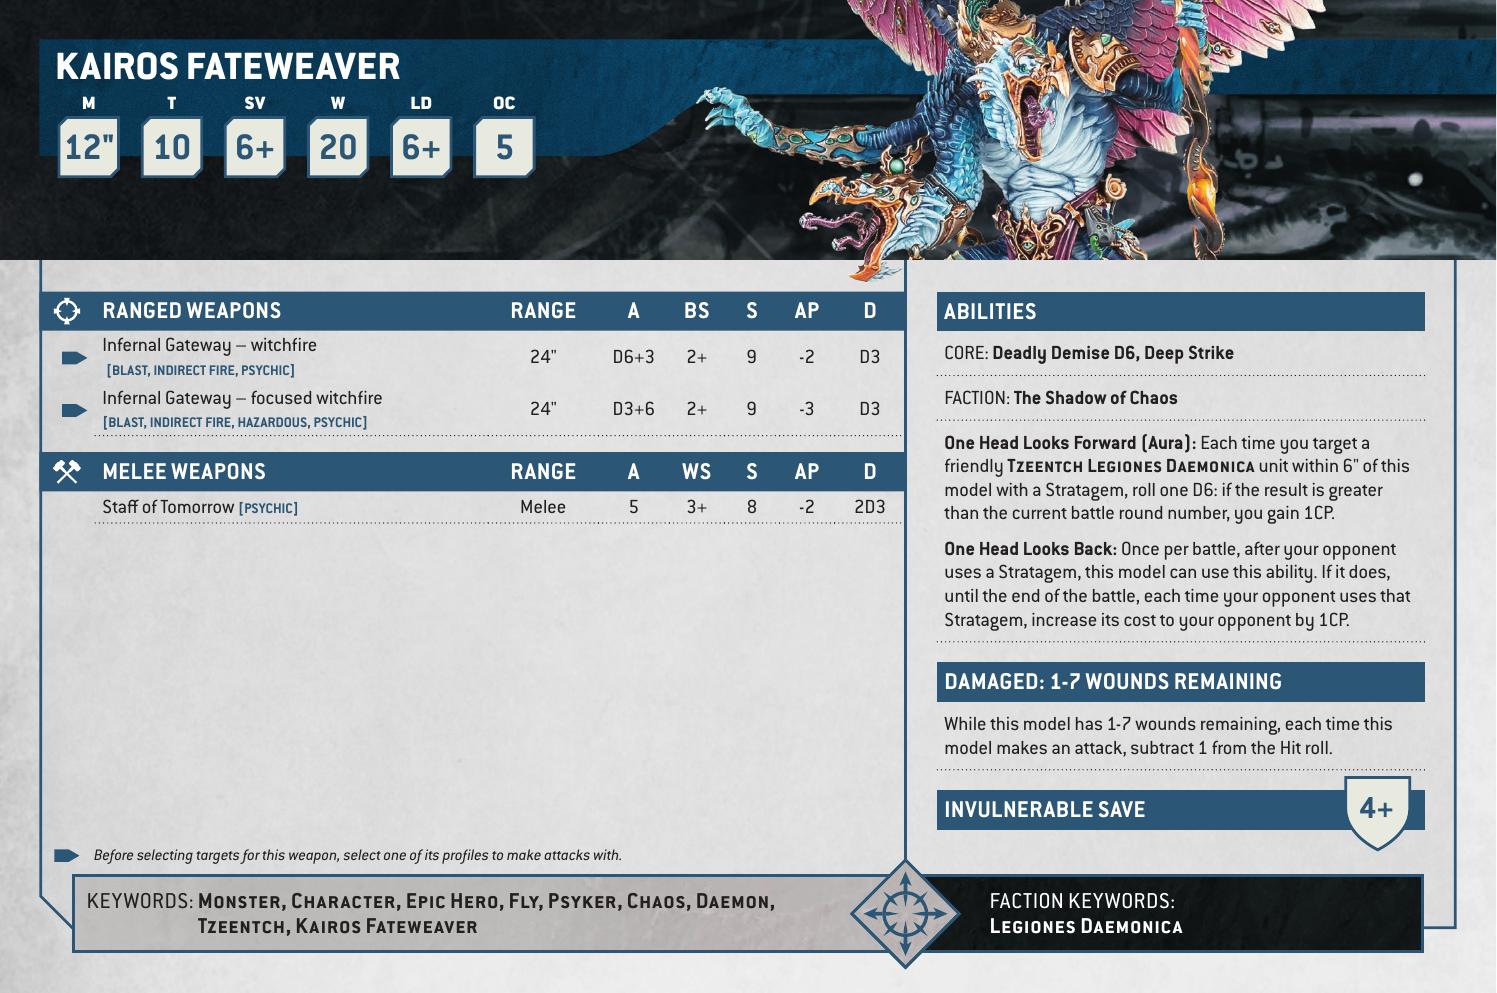 KAIROS FATEWEAVER
M T SV W LD OC
12" 10 6+ 20 6+ 5
RANGED WEAPONS RANGE A BS S AP D
Infernal Gateway – witchfire
[BLAST, INDIRECT FIRE, PSYCHIC] 24" D6+3 2+ 9 -2 D3
Infernal Gateway – focused witchfire
[BLAST, INDIRECT FIRE, HAZARDOUS, PSYCHIC] 24" D3+6 2+ 9 -3 D3
MELEE WEAPONS RANGE A WS S AP D
Staff of Tomorrow [PSYCHIC] Melee 5 3+ 8 -2 2D3
Before selecting targets for this weapon, select one of its profiles to make attacks with.
ABILITIES
CORE: Deadly Demise D6, Deep Strike
FACTION: The Shadow of Chaos
One Head Looks Forward (Aura): Each time you target a
friendly TZEENTCH LEGIONES DAEMONICA unit within 6" of this
model with a Stratagem, roll one D6: if the result is greater
than the current battle round number, you gain 1CP.
One Head Looks Back: Once per battle, after your opponent
uses a Stratagem, this model can use this ability. If it does,
until the end of the battle, each time your opponent uses that
Stratagem, increase its cost to your opponent by 1CP.
DAMAGED: 1-7 WOUNDS REMAINING
While this model has 1-7 wounds remaining, each time this
model makes an attack, subtract 1 from the Hit roll.
INVULNERABLE SAVE 4+
KEYWORDS: MONSTER, CHARACTER, EPIC HERO, FLY, PSYKER, CHAOS, DAEMON,
TZEENTCH, KAIROS FATEWEAVER
FACTION KEYWORDS:
LEGIONES DAEMONICA